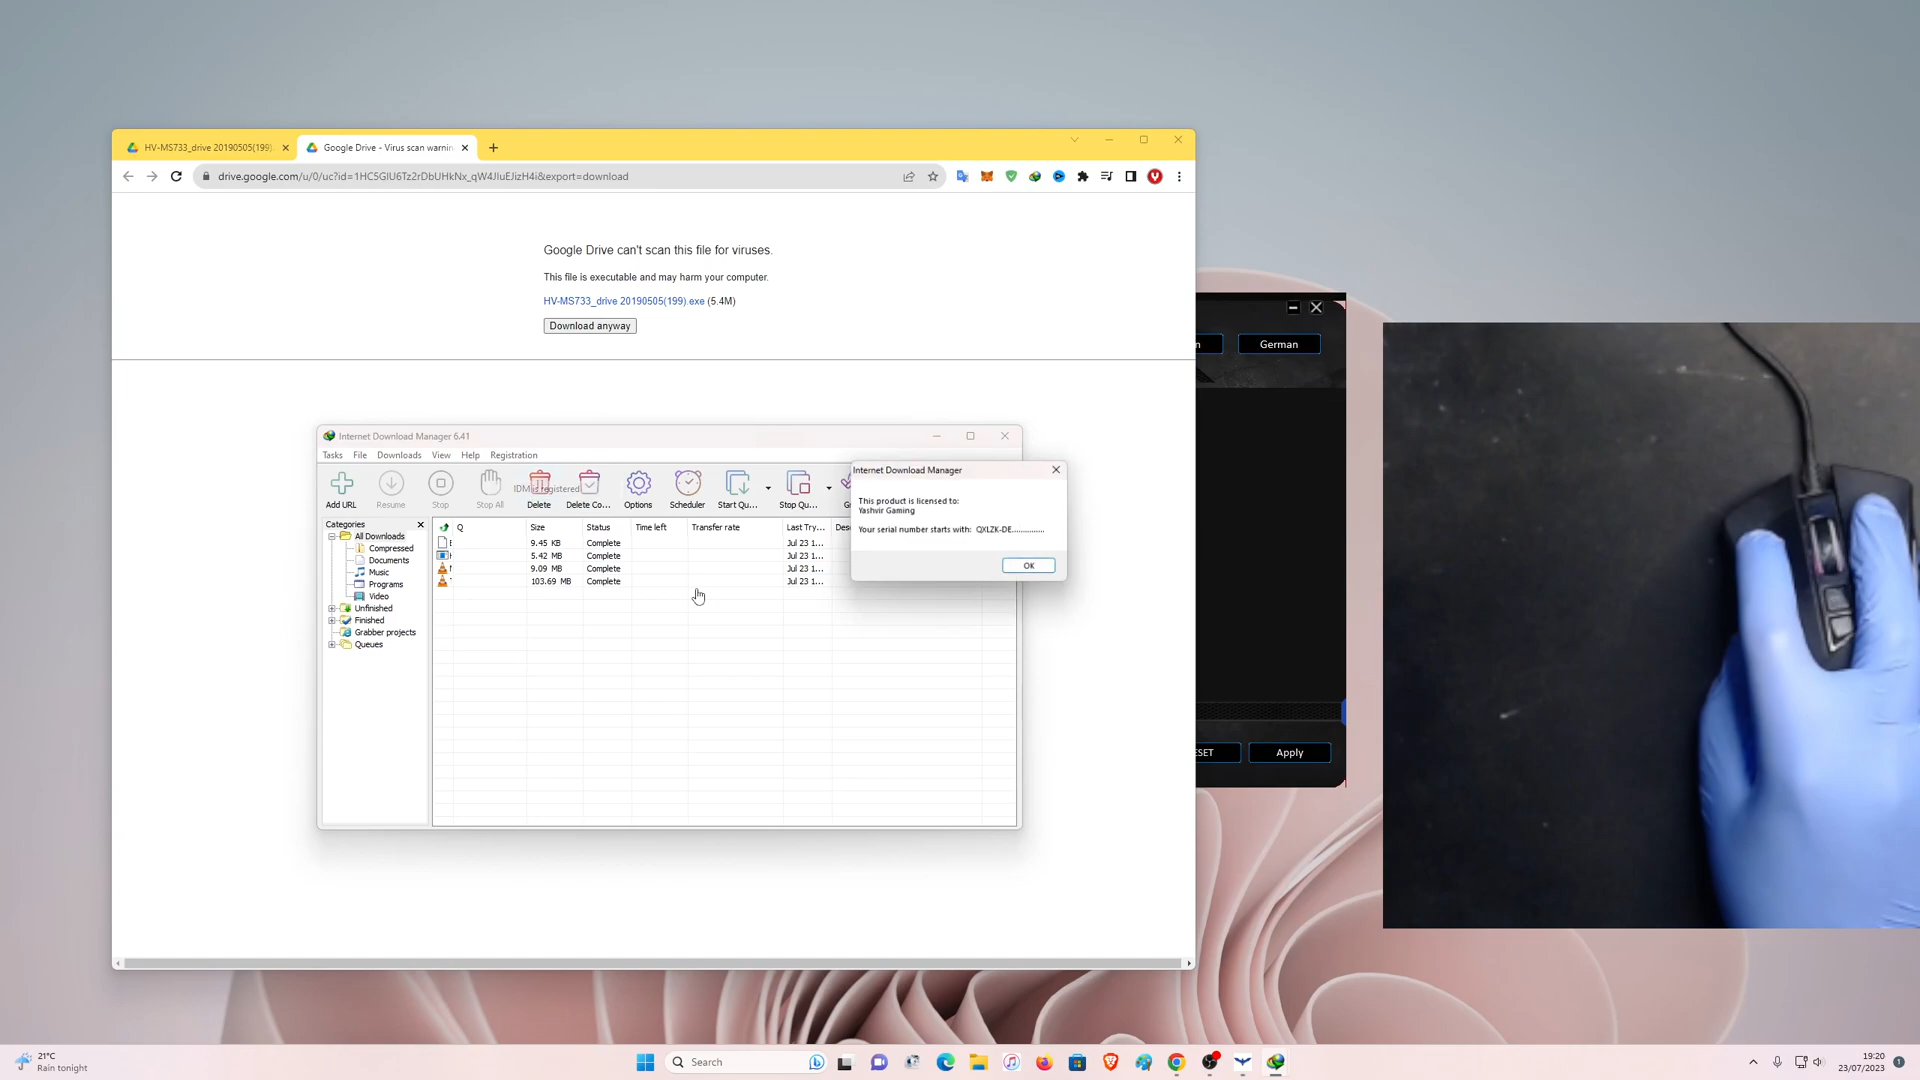 HV-MS733_drive 20190505(199)
Google Drive - Virus scan warnin
drive.google.com/u/0/uc?id=1HC5GlU6Tz2rDbUHkNx_qW4JIuEJizH4i&export=download
Google Drive can't scan this file for viruses.
This file is executable and may harm your computer.
HV-MS733_drive 20190505(199).exe (5.4M)
Download anyway
German
Internet Download Manager 6.41
Tasks File Downloads View Help Registration
IDM is registered
Add URL Resume Stop All Delete Delete Co... Options Scheduler Start Qu... Stop Qu...
Internet Download Manager
This product is licensed to:
Yashvir Gaming
Your serial number starts with: QXLZK-DE..............
OK
Categories
All Downloads
Compressed
Documents
Music
Programs
Video
Unfinished
Finished
Grabber projects
Queues
Q Size Status Time left Transfer rate Last Try... Des
9.45 KB Complete Jul 23 1...
5.42 MB Complete Jul 23 1...
9.09 MB Complete Jul 23 1...
103.69 MB Complete Jul 23 1...
Apply
21°C
Rain tonight
Search
19:20
23/07/2023
1